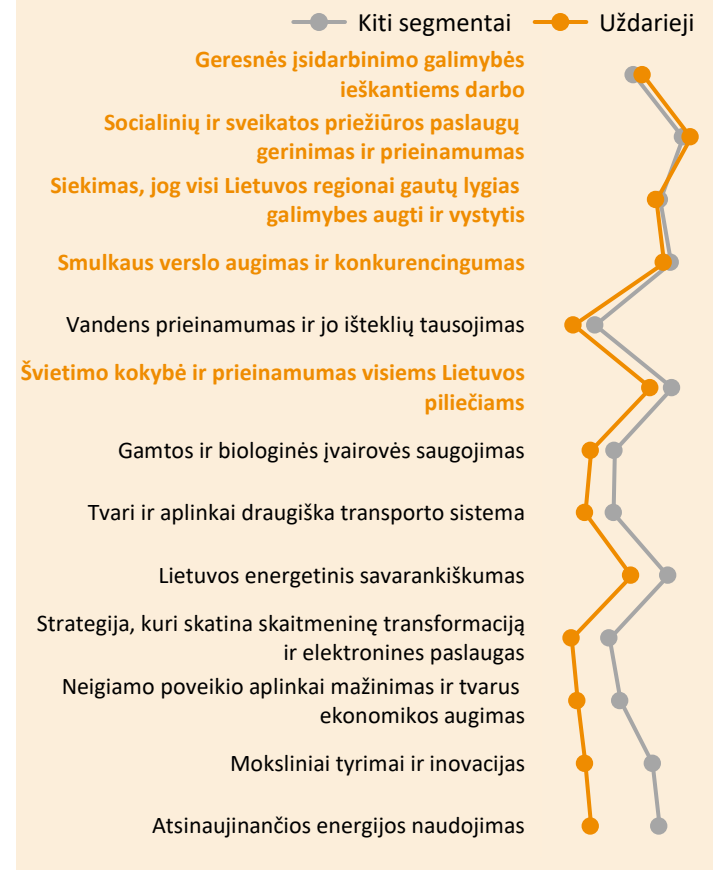 Kiti segmentai Uždarieji
Geresnės įsidarbinimo galimybės
ieškantiems darbo
Socialinių ir sveikatos priežiūros paslaugų
gerinimas ir prieinamumas
Siekimas, jog visi Lietuvos regionai gautų lygias
galimybes augti ir vystytis
Smulkaus verslo augimas ir konkurencingumas
Vandens prieinamumas ir jo išteklių tausojimas
Švietimo kokybė ir prieinamumas visiems Lietuvos
piliečiams
Gamtos ir biologinės įvairovės saugojimas
Tvari ir aplinkai draugiška transporto sistema
Lietuvos energetinis savarankiškumas
Strategija, kuri skatina skaitmeninę transformaciją
ir elektronines paslaugas
Neigiamo poveikio aplinkai mažinimas ir tvarus
ekonomikos augimas
Moksliniai tyrimai ir inovacijas
Atsinaujinančios energijos naudojimas